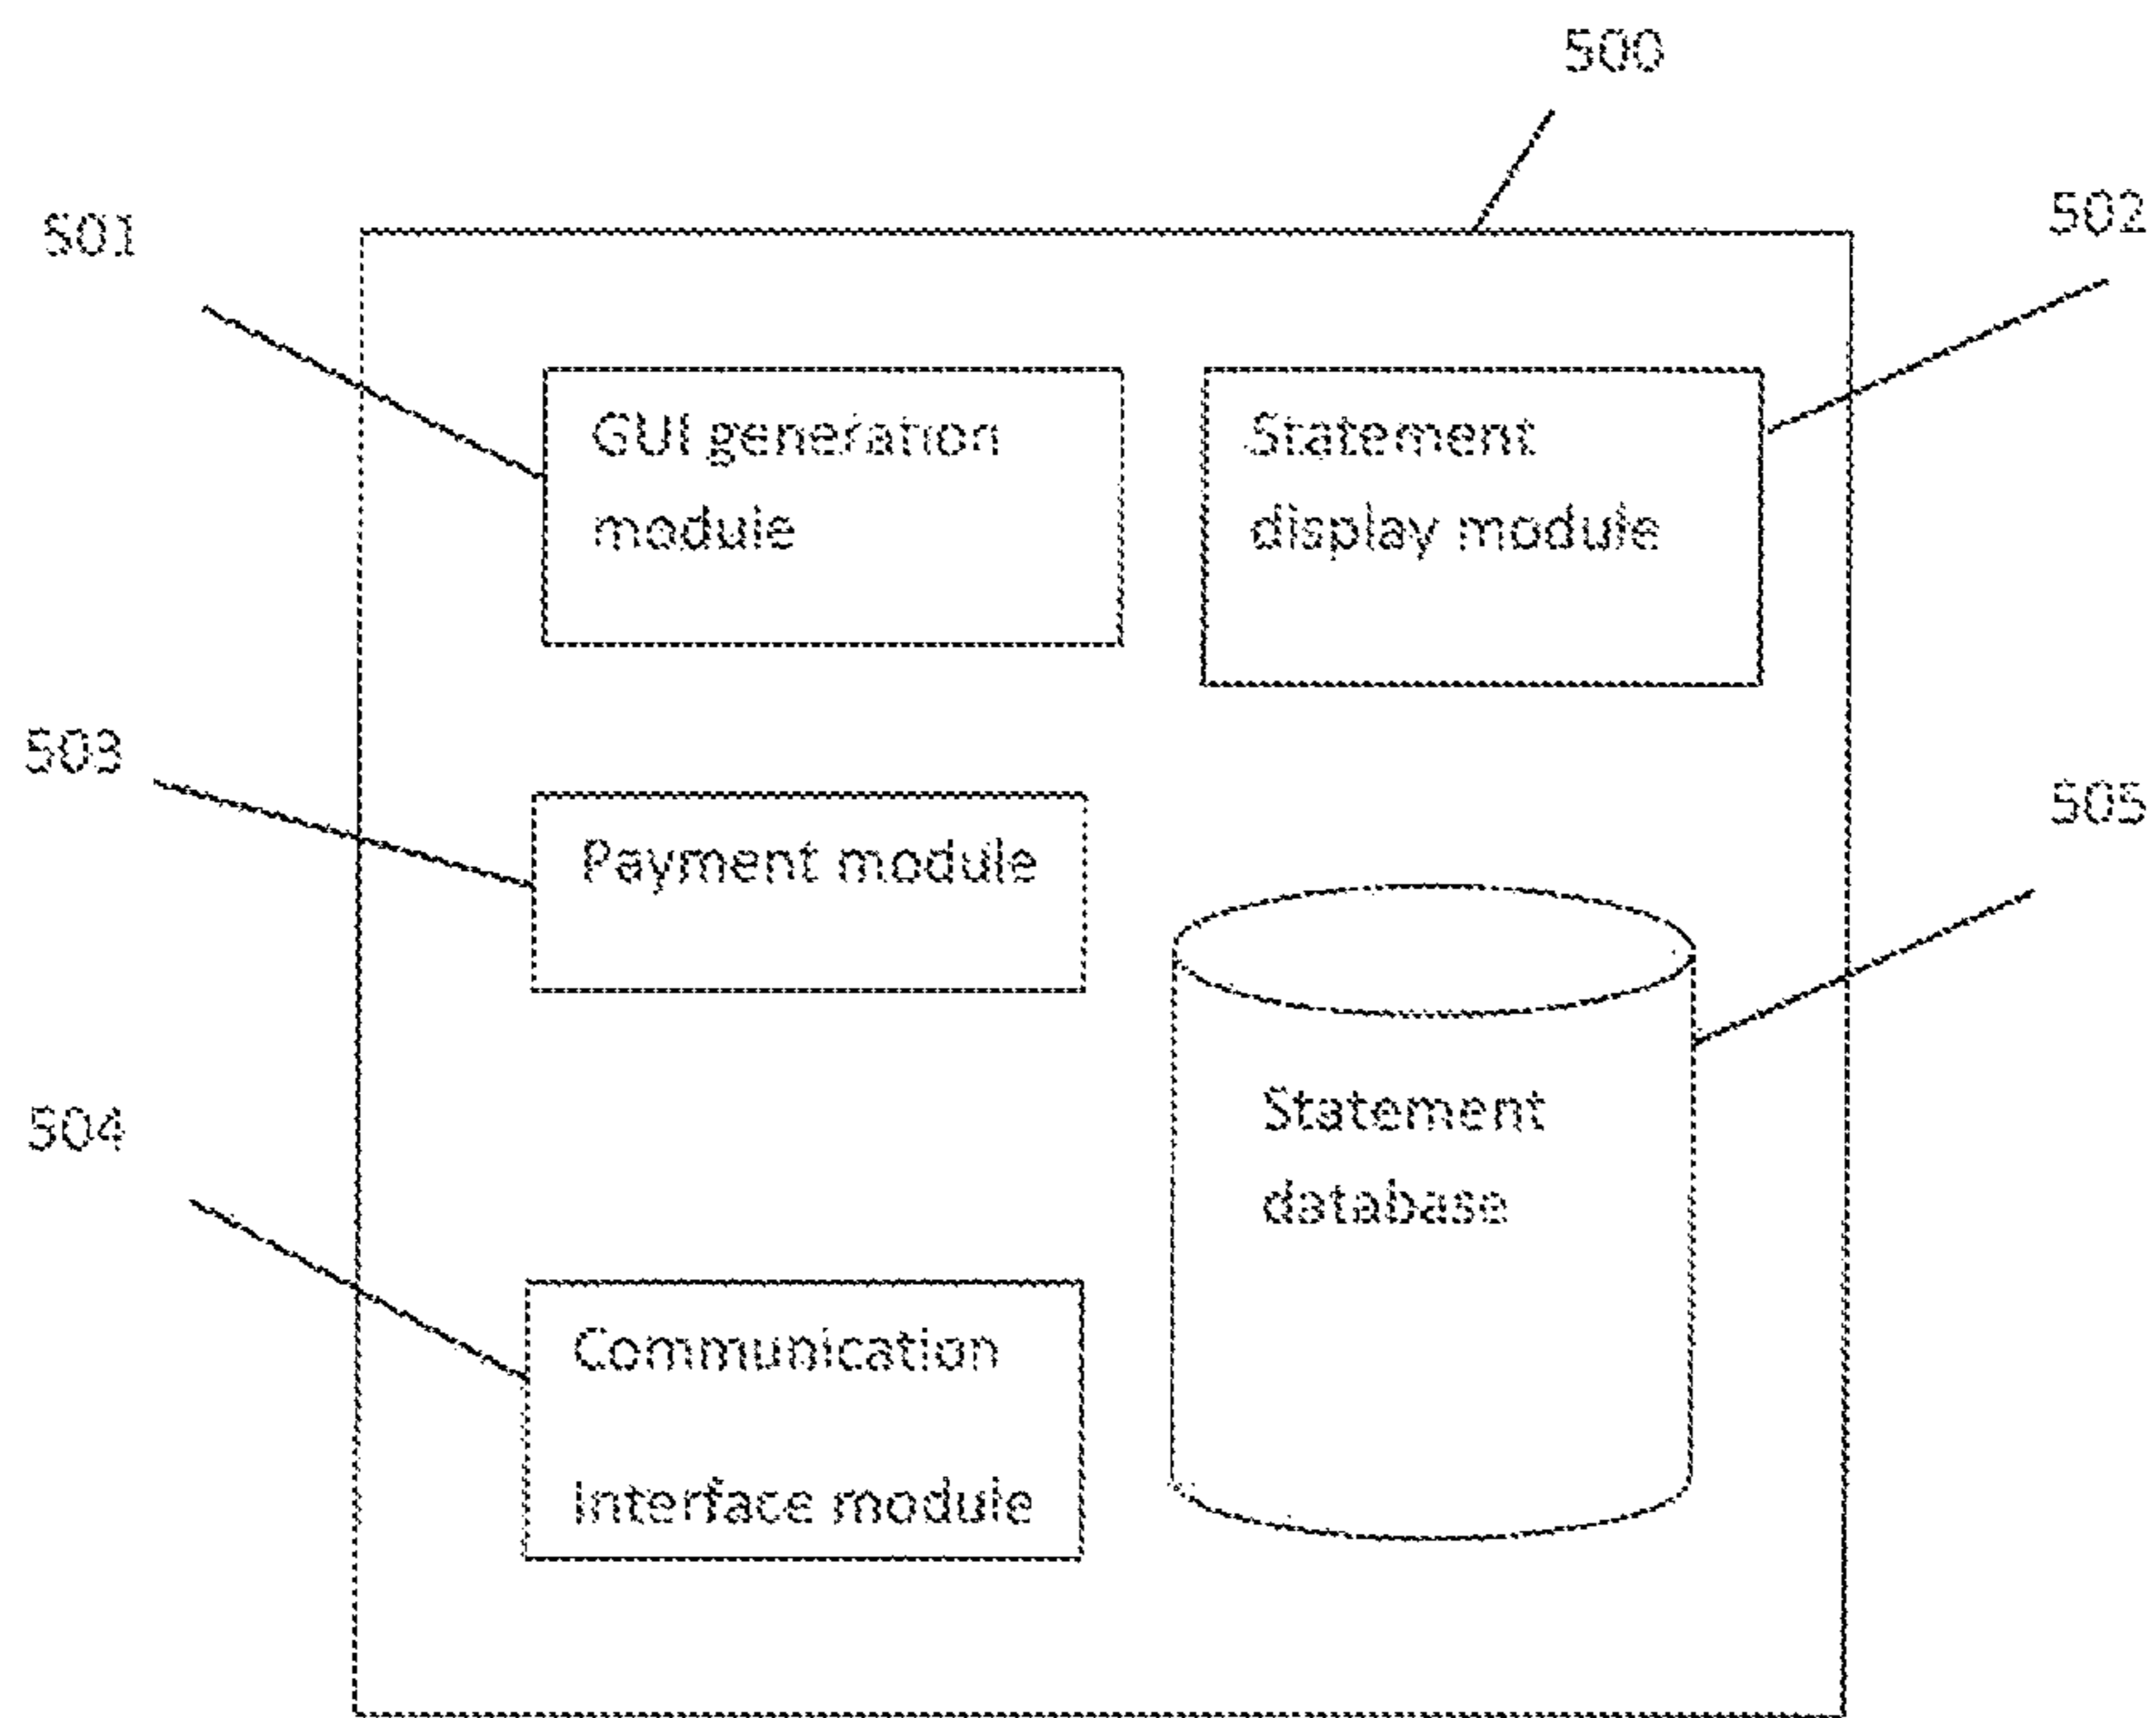 500
501
502
GUI generation
module
Statement
display module
503
505
Payment module
504
Statement
database
Communication
Interface module